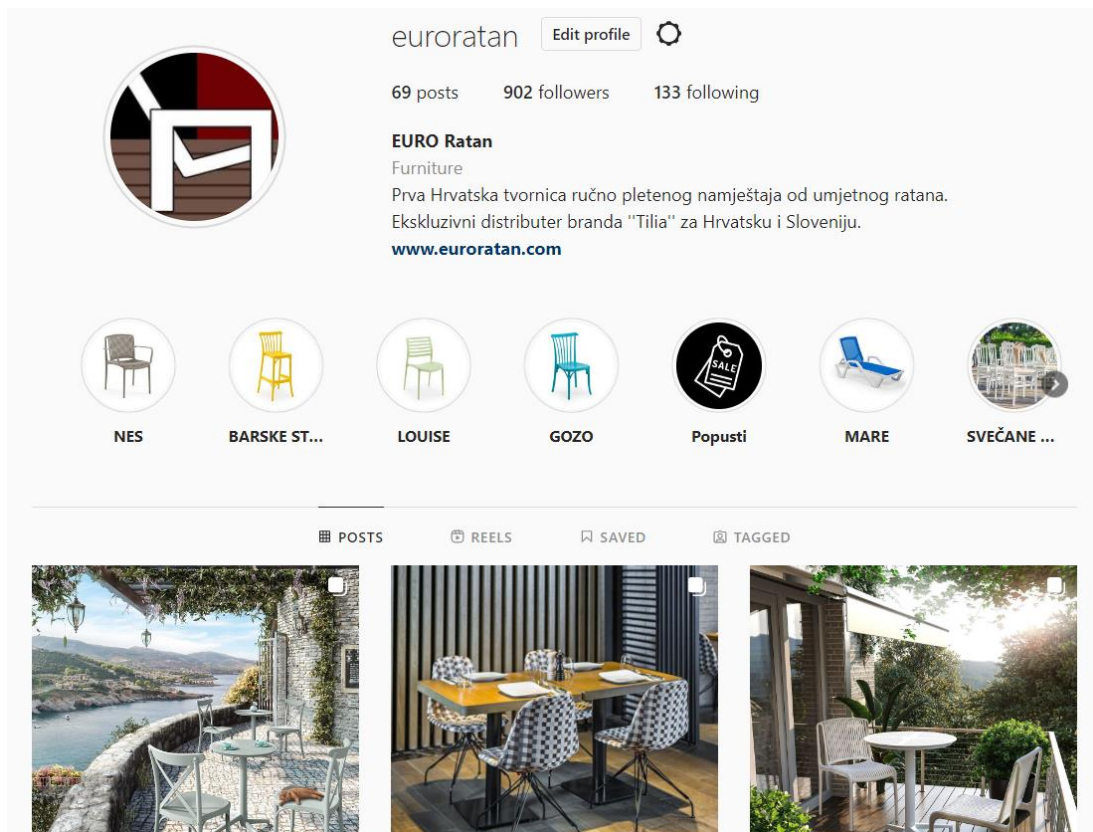 euroratan Edit profile
69 posts 902 followers 133 following
EURO Ratan
Furniture
Prva Hrvatska tvornica ručno pletenog namještaja od umjetnog ratana.
Ekskluzivni distributer branda ''Tilia'' za Hrvatsku i Sloveniju.
www.euroratan.com
SALE
NES BARSKE ST... LOUISE GOZO Popusti MARE SVEČANE ...
POSTS REELS SAVED TAGGED